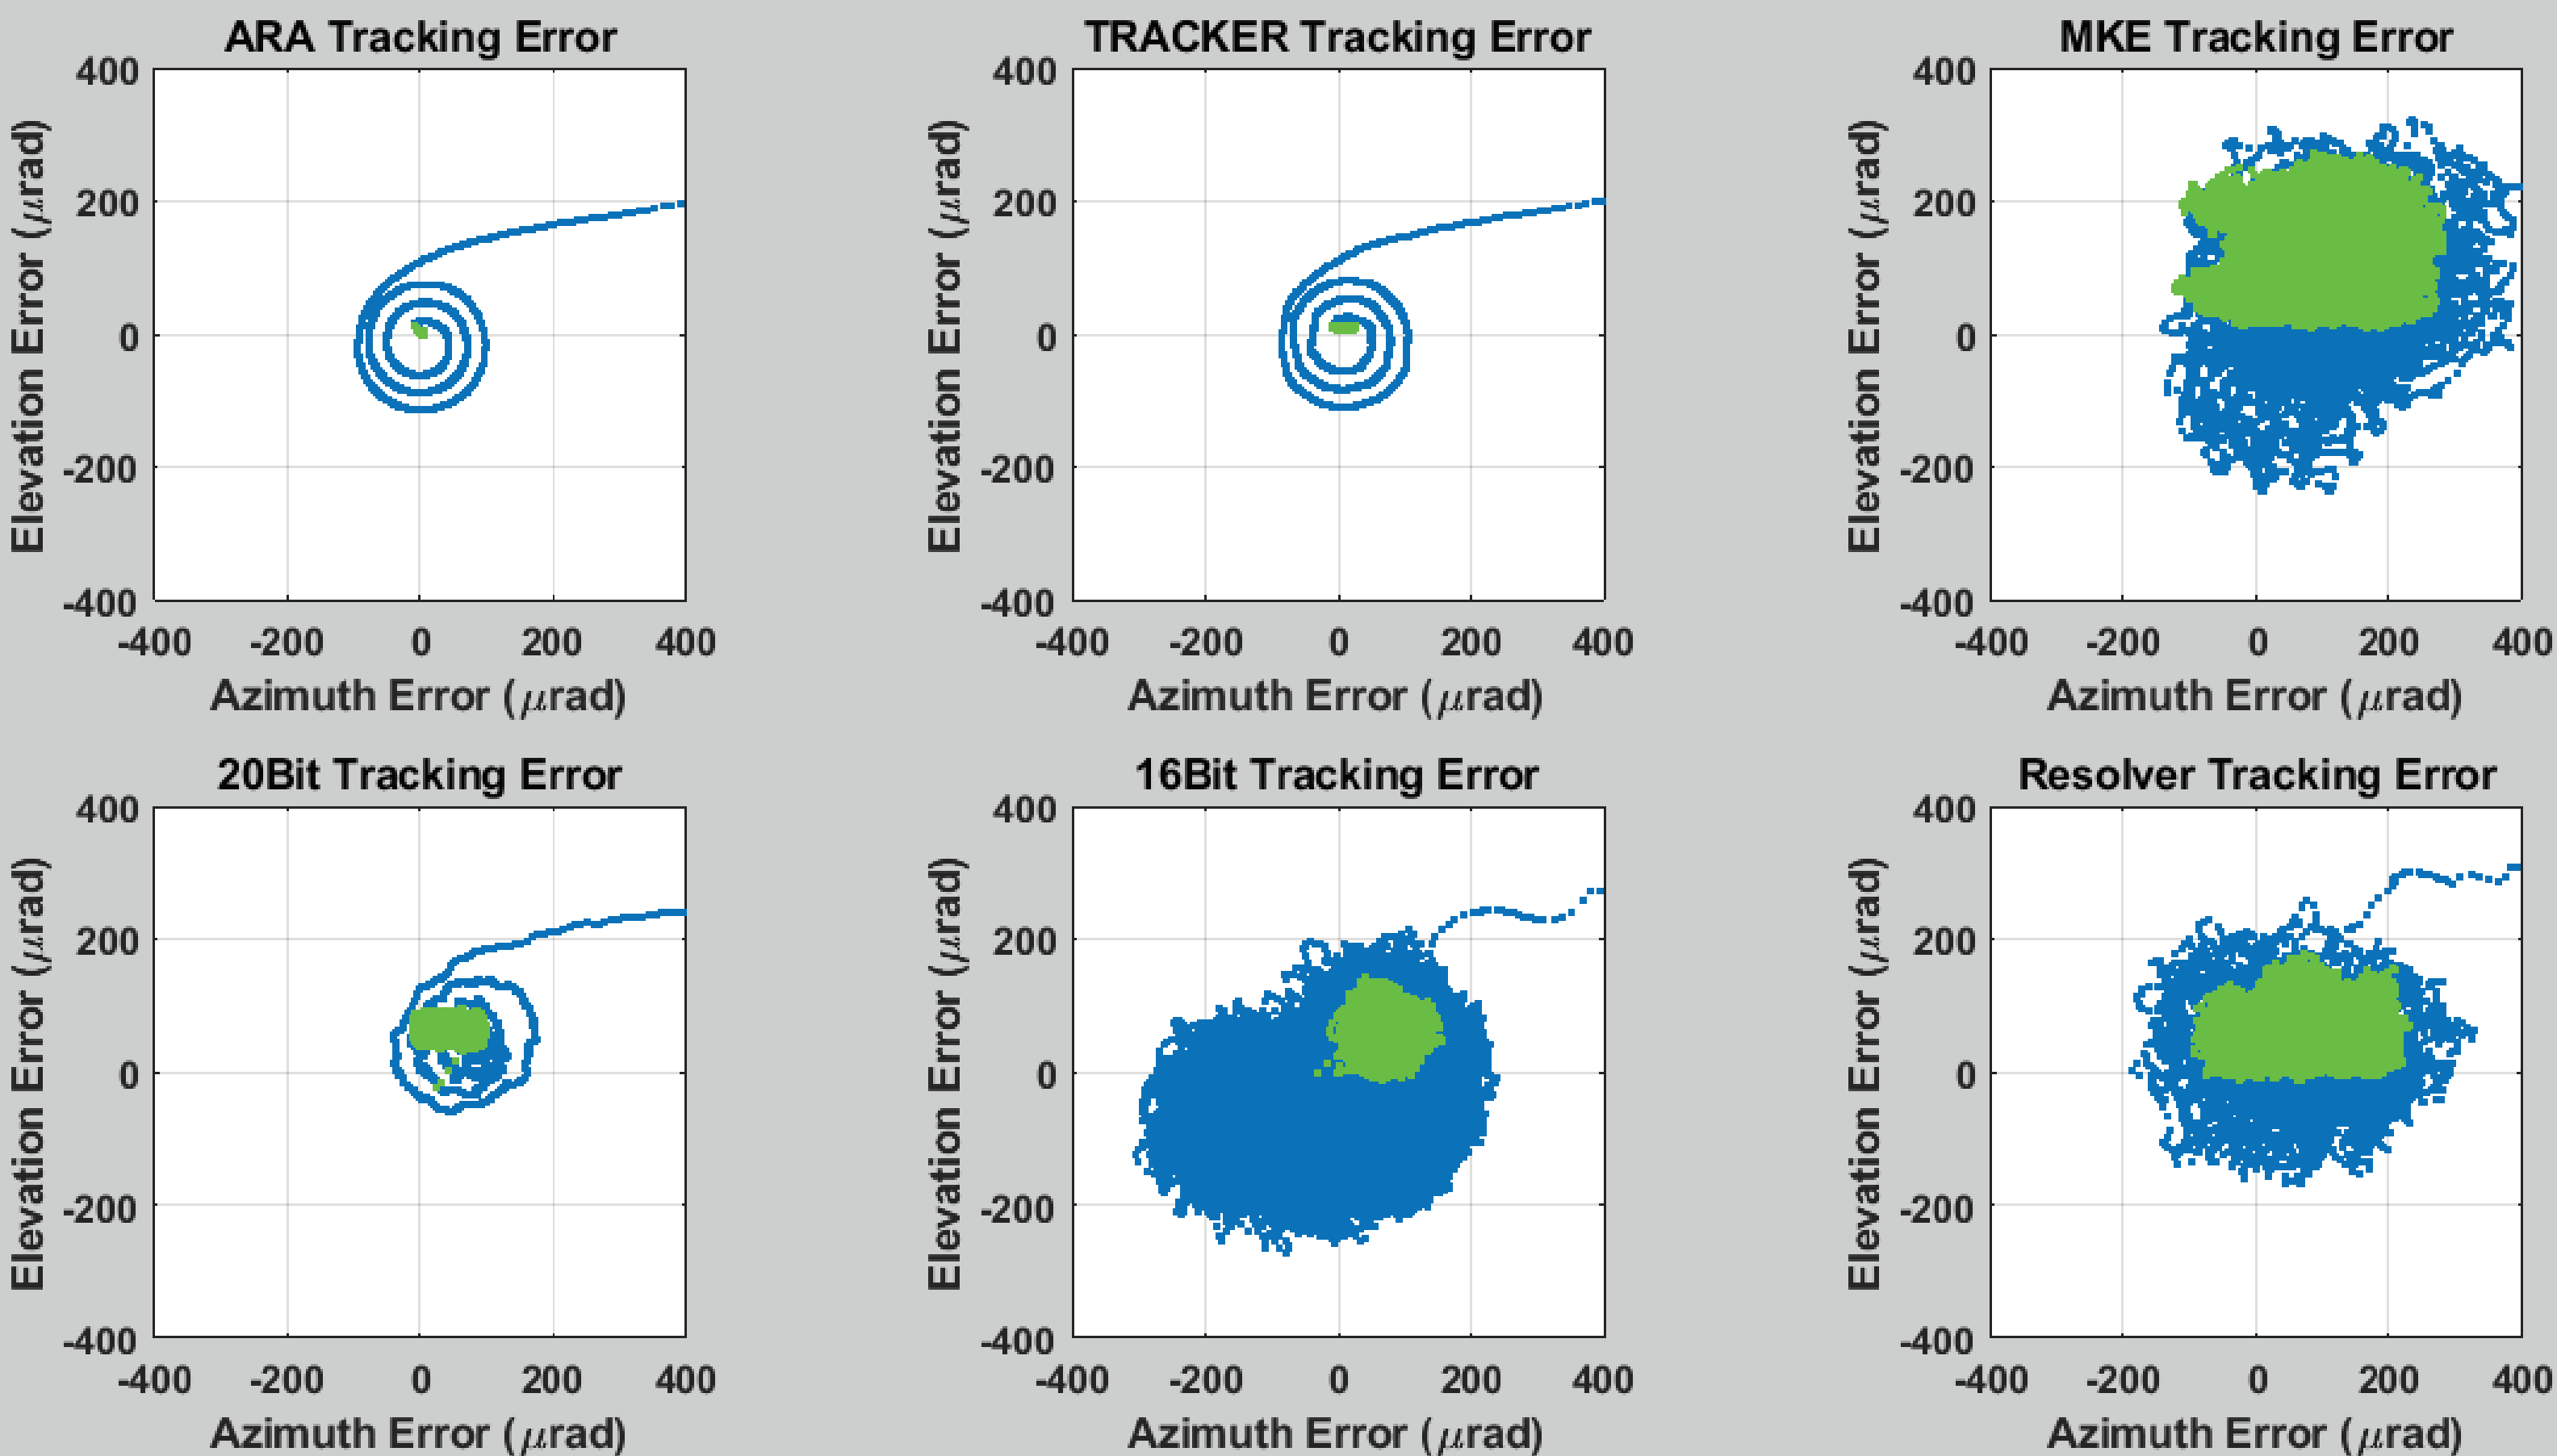 ARA Tracking Error
400
200
0
-200
-400
-400 -200 0 200 400
Elevation Error (μrad)
Azimuth Error (μrad)
TRACKER Tracking Error
400
200
0
-200
-400
-400 -200 0 200 400
Elevation Error (μrad)
Azimuth Error (μrad)
MKE Tracking Error
400
200
0
-200
-400
-400 -200 0 200 400
Elevation Error (μrad)
Azimuth Error (μrad)
20Bit Tracking Error
400
200
0
-200
-400
-400 -200 0 200 400
Elevation Error (μrad)
Azimuth Error (μrad)
16Bit Tracking Error
400
200
0
-200
-400
-400 -200 0 200 400
Elevation Error (μrad)
Azimuth Error (μrad)
Resolver Tracking Error
400
200
0
-200
-400
-400 -200 0 200 400
Elevation Error (μrad)
Azimuth Error (μrad)